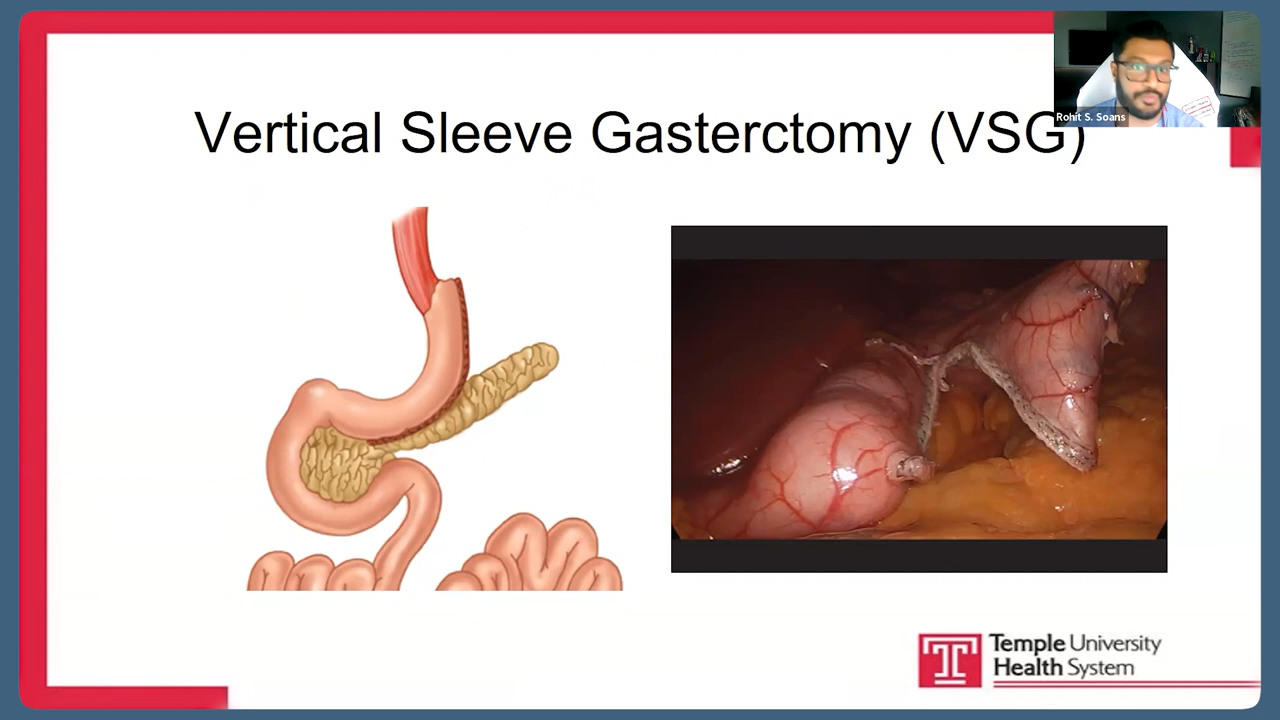 Rohit S. Soans
Vertical Sleeve Gasterctomy (VSG)
Temple University
Health System